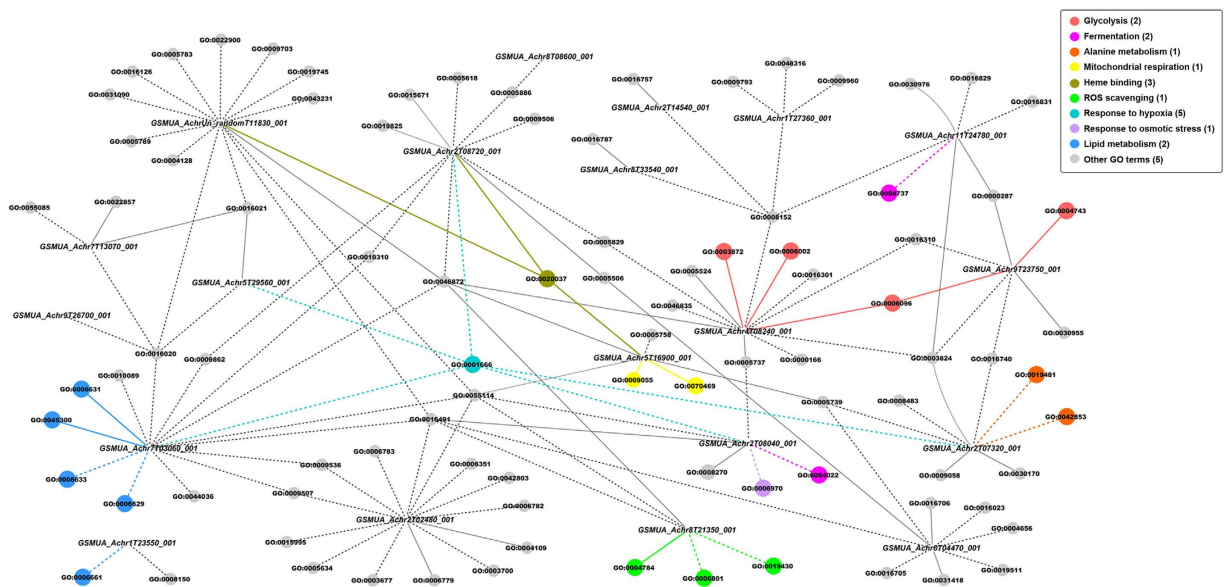 Glycolysis (2)
Fermentation (2)
Alanine metabolism (1)
Mitochondrial respiration (1)
Heme binding (3)
ROS scavenging (1)
Response to hypoxia (5)
Response to osmotic stress (1)
Lipid metabolism (2)
Other GO terms (5)
GO:0022900
GO:0005783
GO:0009703
GO:0016126
GO:0019745
GO:0031090
GO:0043231
GSMUA_AchrUn_randomT11830_001
GO:0005789
GO:0004128
GSMUA_Achr8T08600_001
GO:0005618
GO:0015671
GO:0005886
GO:0019825
GO:0009506
GSMUA_Achr2T08720_001
GO:0048316
GO:0016757
GO:0009793
GO:0009960
GSMUA_Achr2T14540_001
GSMUA_Achr1T27360_001
GO:0016787
GSMUA_Achr8T33540_001
GO:0008152
GO:0030976
GO:0016829
GO:0016831
GSMUA_Achr11T24780_001
GO:0004737
GO:0000287
GO:0004743
GO:0055085
GO:0022857
GO:0016021
GSMUA_Achr7T13070_001
GO:0010310
GSMUA_Achr5T29560_001
GSMUA_Achr9T26700_001
GO:0016020
GO:0009862
GO:0046872
GO:0020037
GO:0005829
GO:0005506
GO:0003872
GO:0006002
GO:0016310
GO:0005524
GO:0016301
GSMUA_Achr9T23750_001
GO:0046835
GO:0006096
GSMUA_Achr4T08240_001
GO:0005758
GO:0030955
GSMUA_Achr5T16900_001
GO:0005737
GO:0000166
GO:0003824
GO:0016740
GO:0001666
GO:0009055
GO:0070469
GO:0019481
GO:0010089
GO:0006631
GO:0055114
GO:0005739
GO:0008483
GO:0042853
GO:0045300
GO:0016491
GSMUA_Achr7T03060_001
GSMUA_Achr2T08040_001
GSMUA_Achr2T07320_001
GO:0006783
GO:0009536
GO:0006351
GO:0042803
GO:0008270
GO:0004022
GO:0009058
GO:0030170
GO:0006633
GO:0009507
GO:0044036
GO:0006629
GO:0006782
GO:0006970
GO:0016706
GO:0016023
GSMUA_Achr2T02480_001
GSMUA_Achr8T21350_001
GO:0004656
GSMUA_Achr1T23550_001
GO:0015995
GO:0004109
GSMUA_Achr6T04470_001
GO:0005634
GO:0003700
GO:0004784
GO:0019430
GO:0019511
GO:0006661
GO:0008150
GO:0003677
GO:0006779
GO:0006801
GO:0016705
GO:0031418